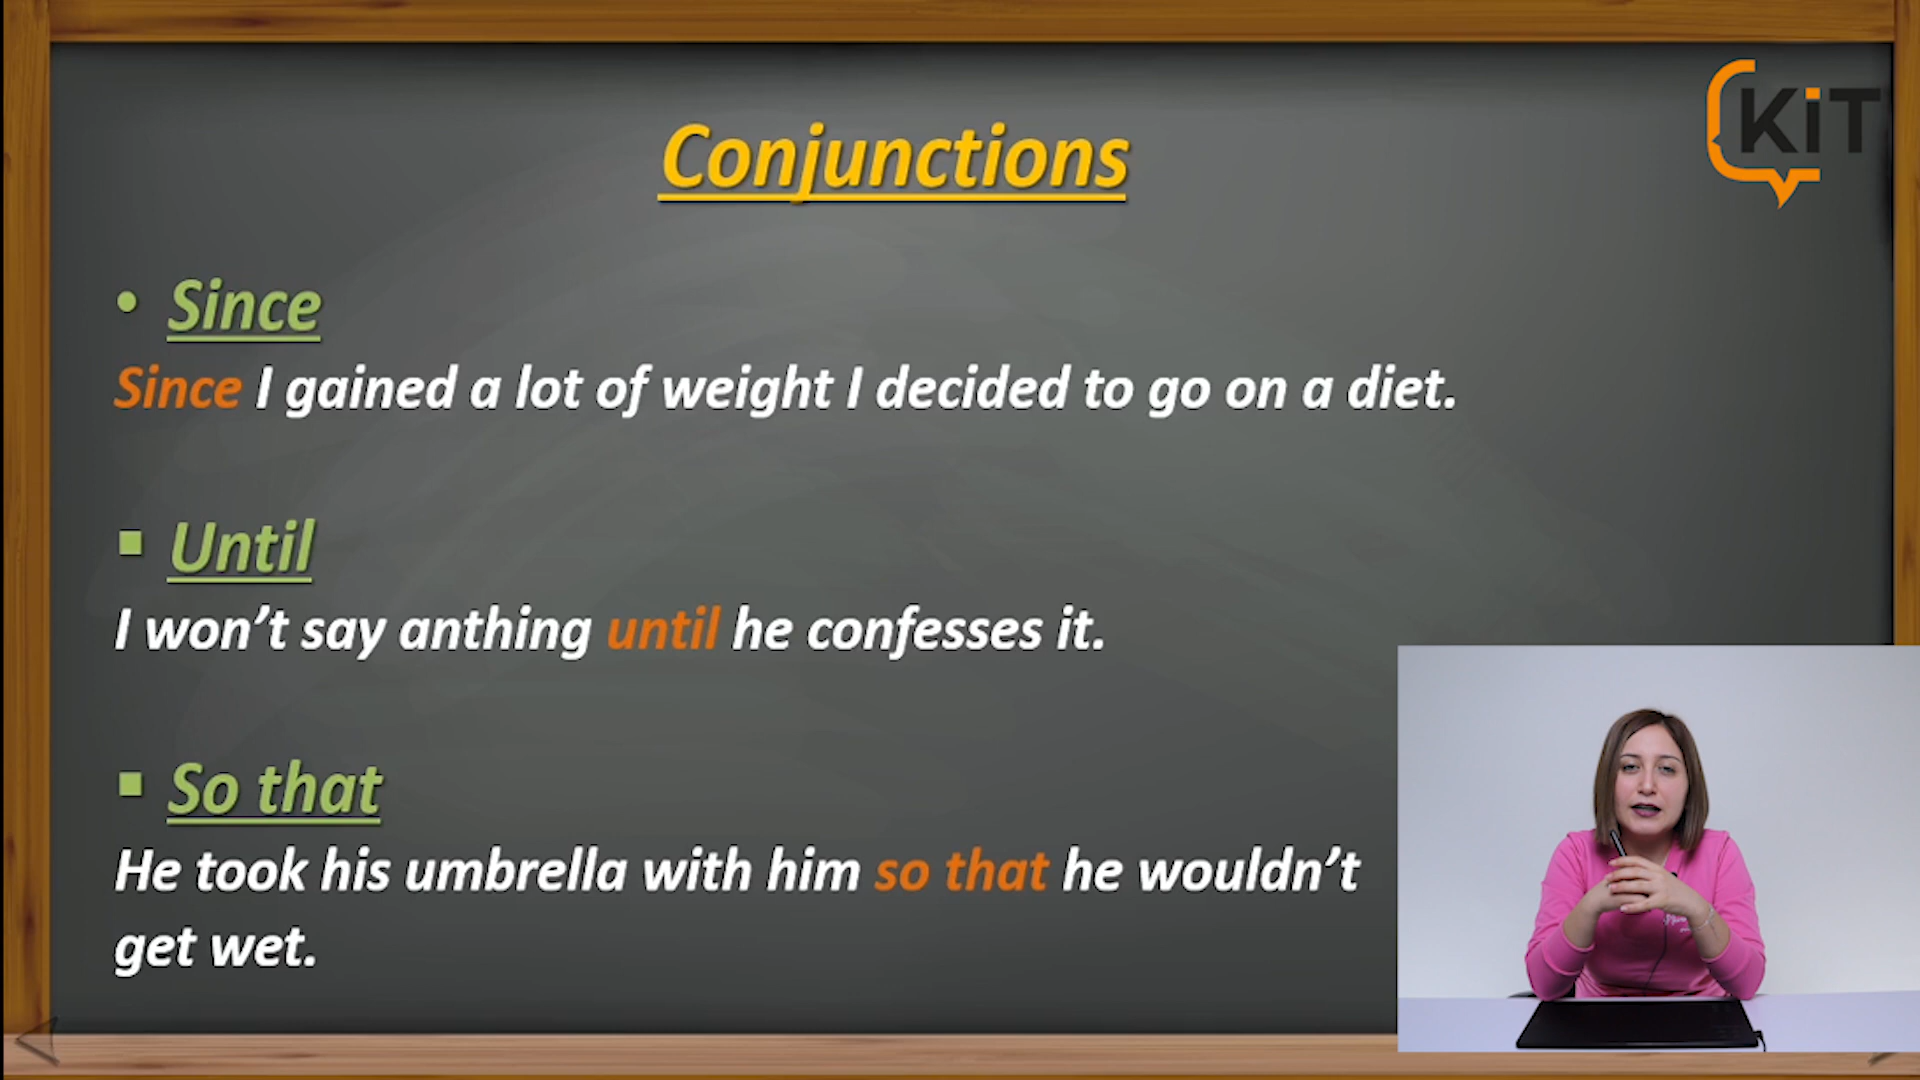 KiT
Conjunctions
• Since
Since I gained a lot of weight I decided to go on a diet.
▪ Until
I won’t say anthing until he confesses it.
▪ So that
He took his umbrella with him so that he wouldn’t
get wet.